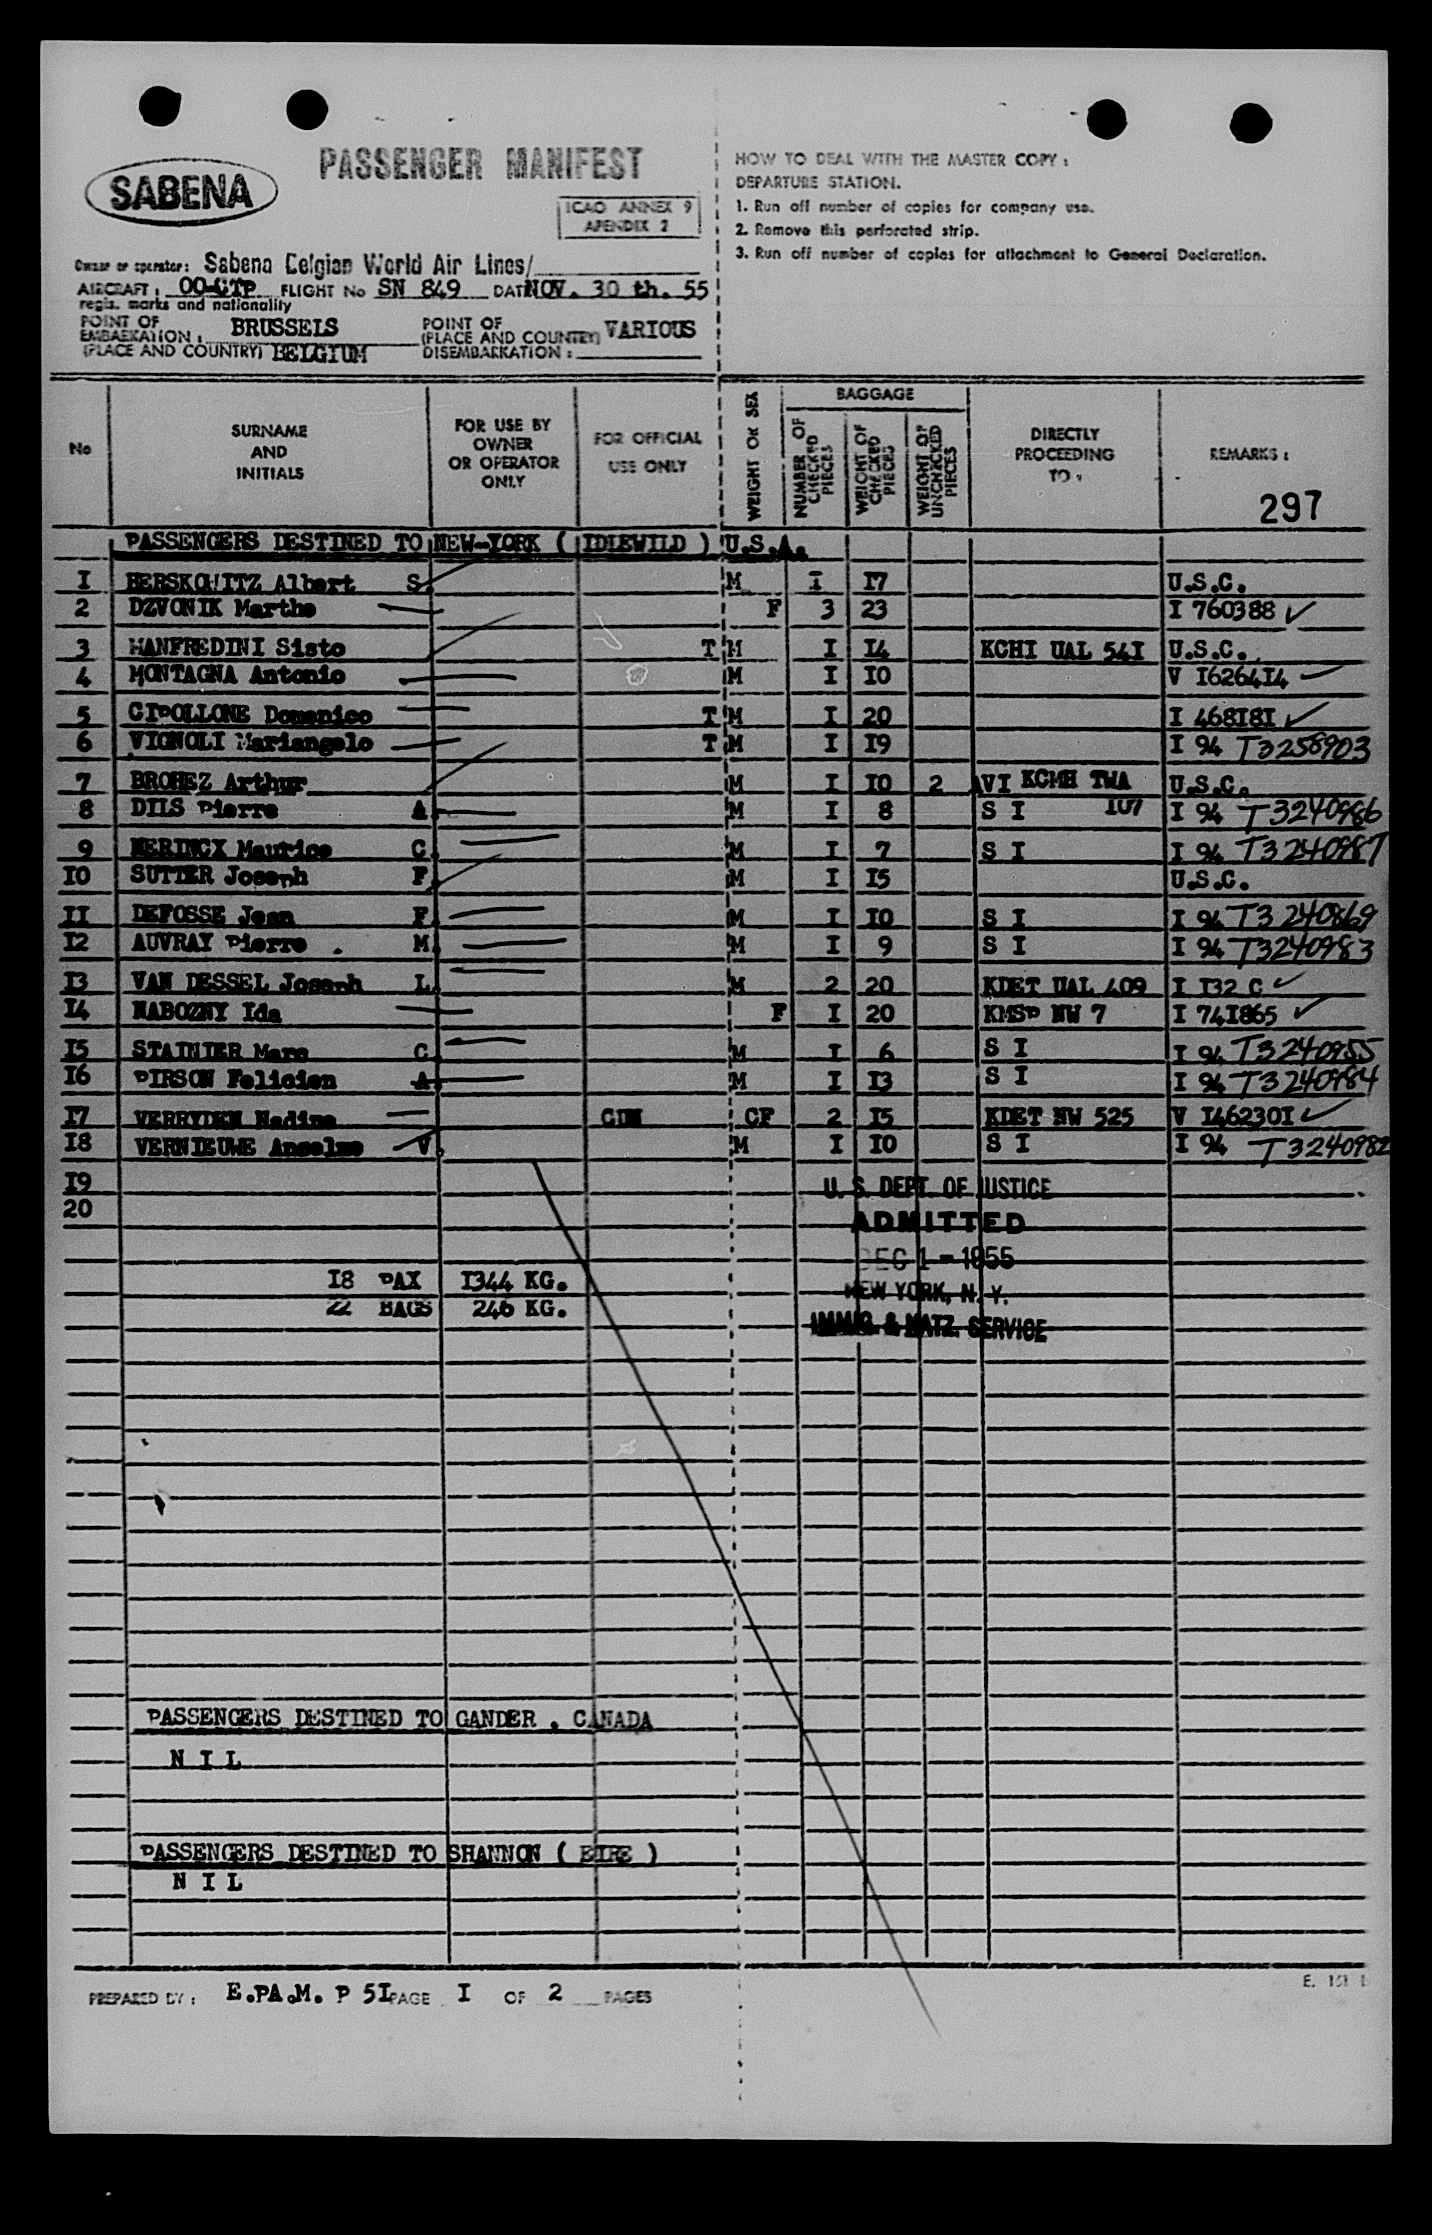 SABENA
PASSENGER MANIFEST
ICAO ANNEX 9
APENDIX 2
Owner or operator: Sabena Belgian World Air Lines/
AIRCRAFT: OO-CTP FLIGHT No SN 849 DATE NOV. 30 th. 55
regis. marks and nationality
POINT OF EMBARKATION: (PLACE AND COUNTRY) BRUSSELS BELGIUM
POINT OF (PLACE AND COUNTRY) DISEMBARKATION: VARIOUS
HOW TO DEAL WITH THE MASTER COPY:
DEPARTURE STATION.
1. Run off number of copies for company use.
2. Remove this perforated strip.
3. Run off number of copies for attachment to General Declaration.
No SURNAME AND INITIALS FOR USE BY OWNER OR OPERATOR ONLY FOR OFFICIAL USE ONLY WEIGHT OR SEX BAGGAGE NUMBER OF CHECKED PIECES WEIGHT OF CHECKED PIECES WEIGHT OF UNCHECKED PIECES DIRECTLY PROCEEDING TO: REMARKS:
297
PASSENGERS DESTINED TO NEW-YORK ( IDLEWILD ) U.S.A.
I BERSKOWITZ Albert S. M I I7 U.S.C.
2 DZVONIK Marthe F 3 23 I 760388
3 MANFREDINI Sisto T M I I4 KCHI UAL 54I U.S.C.
4 MONTAGNA Antonio M I I0 V I6264I4
5 CIPOLLONE Domenico T M I 20 I 468I8I
6 VIGNOLI Mariangelo T M I I9 I 94 T3258903
7 BROHEZ Arthur M I I0 2 AVI KCMH TWA 107 U.S.C.
8 DILS Pierre A. M I 8 S I I 94 T3240986
9 NERINCX Maurice C. M I 7 S I I 94 T3240987
I0 SUTTER Joseph F. M I I5 U.S.C.
II DEFOSSE Jean F. M I I0 S I I 94 T3240869
I2 AUVRAY Pierre . M. M I 9 S I I 94 T3240983
I3 VAN DESSEL Joseph L. M 2 20 KDET UAL 409 I I32 C
I4 NABOZNY Ida F I 20 KMSP NW 7 I 74I865
I5 STAINIER Marc C. M I 6 S I I 94 T3240955
I6 PIRSON Felicien A. M I I3 S I I 94 T3240984
I7 VERRYDEN Nadine CF 2 I5 KDET NW 525 V I46230I
I8 VERNIEUWE Anselme V. M I I0 S I I 94 T3240982
I9
20
U. S. DEPT. OF JUSTICE
ADMITTED
DEC 1 - 1955
NEW YORK, N. Y.
IMMIG. & NATZ. SERVICE
I8 PAX I344 KG.
22 BAGS 246 KG.
PASSENGERS DESTINED TO GANDER . CANADA
N I L
PASSENGERS DESTINED TO SHANNON ( EIRE )
N I L
PREPARED BY: E.PA.M. P 5I PAGE I OF 2 PAGES